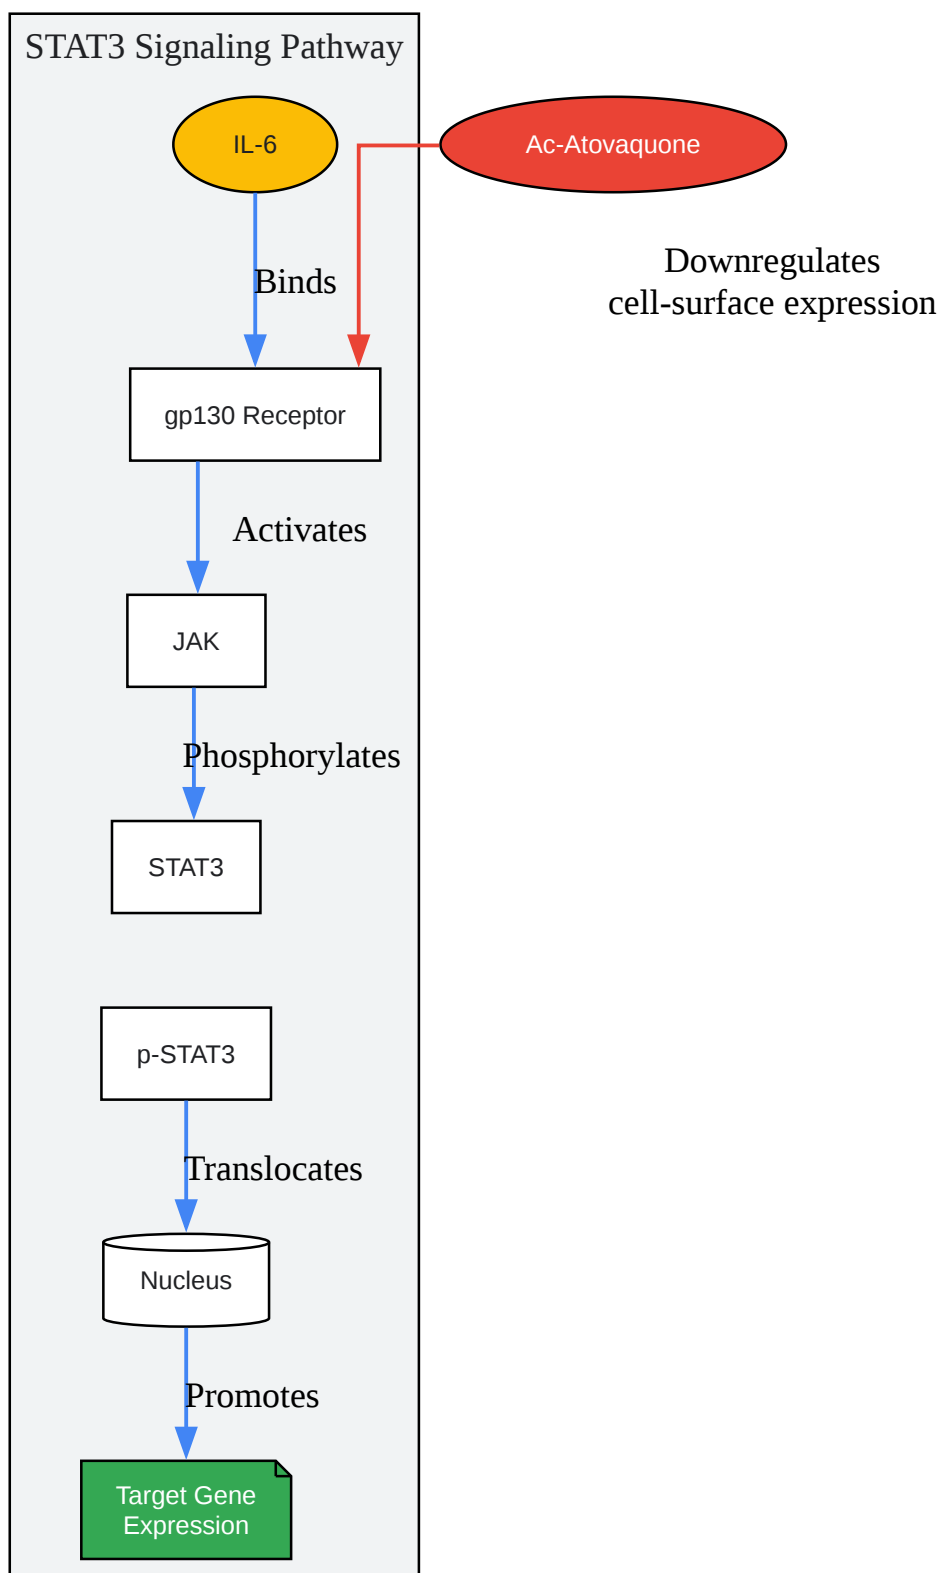 STAT3 Signaling Pathway
IL-6
Ac-Atovaquone
Binds
Downregulates
cell-surface expression
gp130 Receptor
Activates
JAK
Phosphorylates
STAT3
p-STAT3
Translocates
Nucleus
Promotes
Target Gene
Expression